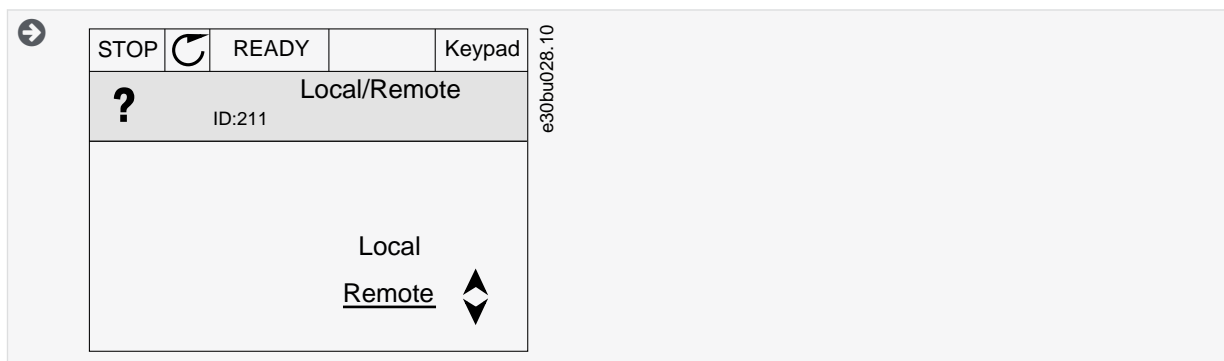 STOP READY Keypad
? Local/Remote
ID:211
Local
Remote
e30bu028.10